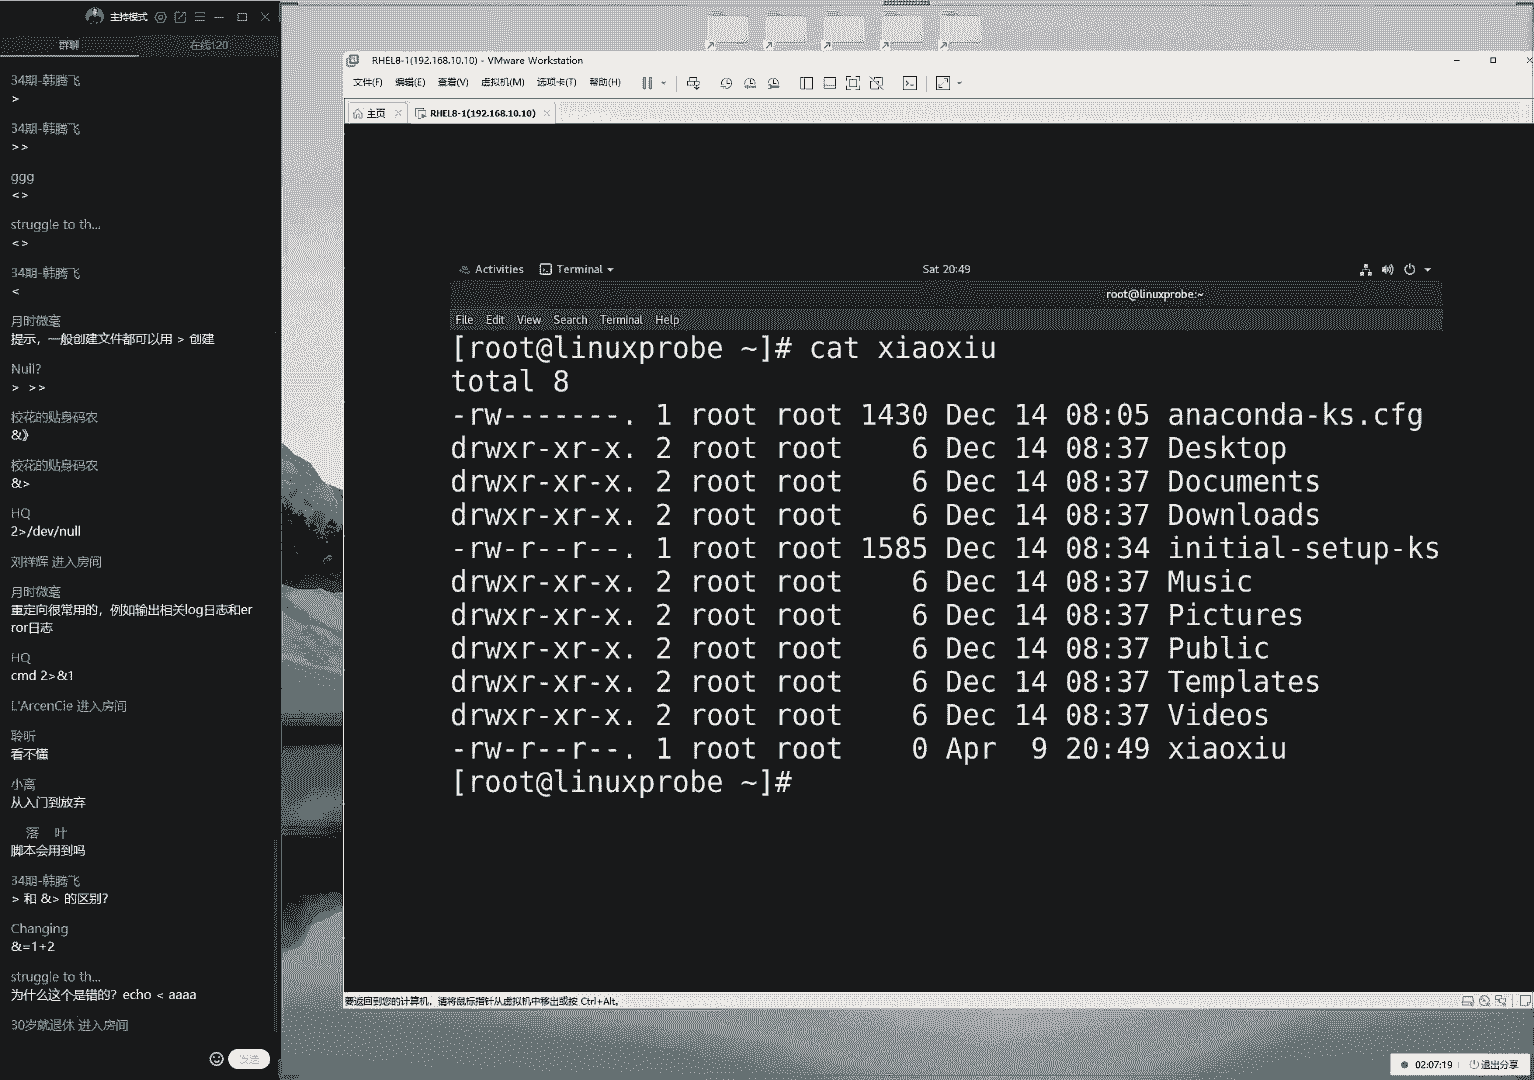 主持模式
群聊
在线120
34期-韩腾飞
>
34期-韩腾飞
>>
ggg
<>
struggle to th...
<>
34期-韩腾飞
<
月时微毫
提示，一般创建文件都可以用 > 创建
Null?
> >>
校花的贴身码农
&》
校花的贴身码农
&>
HQ
2>/dev/null
刘祥辉 进入房间
月时微毫
重定向很常用的，例如输出相关log日志和er
ror日志
HQ
cmd 2>&1
L'ArcenCie 进入房间
聆听
看不懂
小离
从入门到放弃
落 叶
脚本会用到吗
34期-韩腾飞
> 和 &> 的区别?
Changing
&=1+2
struggle to th...
为什么这个是错的？echo < aaaa
30岁就退休 进入房间
发送
RHEL8-1(192.168.10.10) - VMware Workstation
文件(F) 编辑(E) 查看(V) 虚拟机(M) 选项卡(T) 帮助(H)
主页
RHEL8-1(192.168.10.10)
Activities Terminal Sat 20:49
root@linuxprobe:~
File Edit View Search Terminal Help
[root@linuxprobe ~]# cat xiaoxiu
total 8
-rw-------. 1 root root 1430 Dec 14 08:05 anaconda-ks.cfg
drwxr-xr-x. 2 root root 6 Dec 14 08:37 Desktop
drwxr-xr-x. 2 root root 6 Dec 14 08:37 Documents
drwxr-xr-x. 2 root root 6 Dec 14 08:37 Downloads
-rw-r--r--. 1 root root 1585 Dec 14 08:34 initial-setup-ks
drwxr-xr-x. 2 root root 6 Dec 14 08:37 Music
drwxr-xr-x. 2 root root 6 Dec 14 08:37 Pictures
drwxr-xr-x. 2 root root 6 Dec 14 08:37 Public
drwxr-xr-x. 2 root root 6 Dec 14 08:37 Templates
drwxr-xr-x. 2 root root 6 Dec 14 08:37 Videos
-rw-r--r--. 1 root root 0 Apr 9 20:49 xiaoxiu
[root@linuxprobe ~]#
要返回到您的计算机，请将鼠标指针从虚拟机中移出或按 Ctrl+Alt。
02:07:19 退出分享